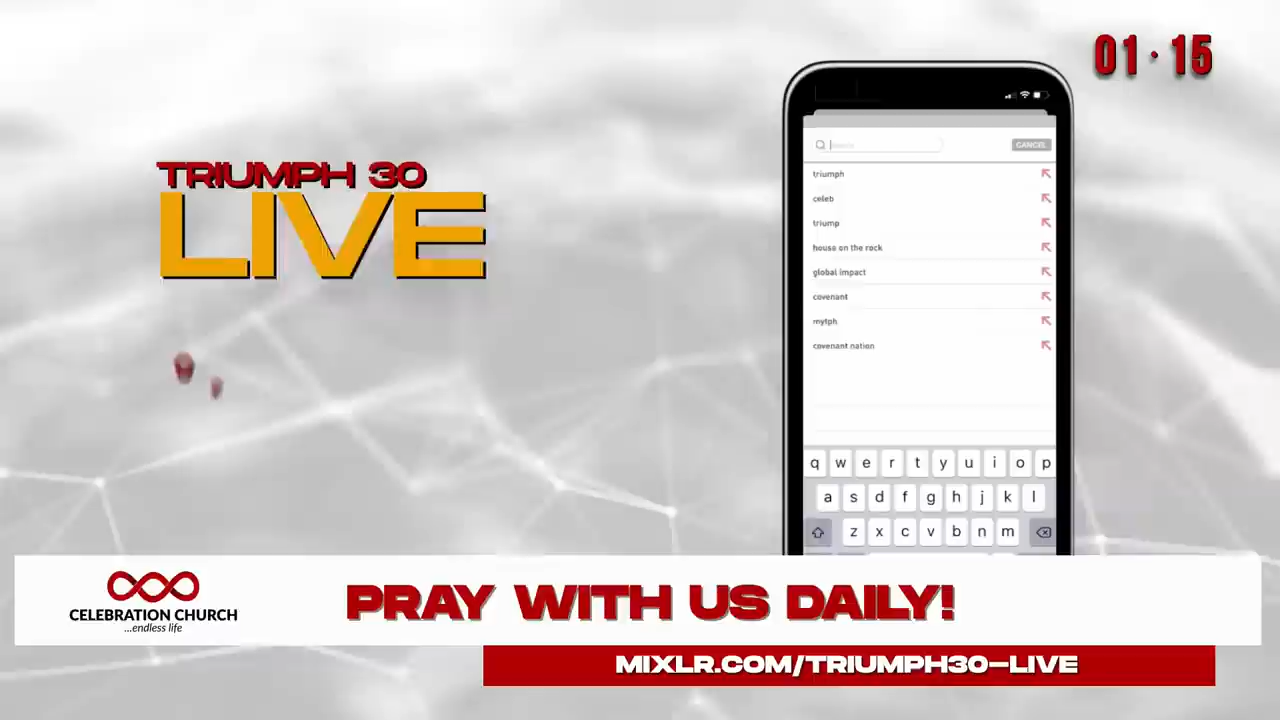 01 · 15
TRIUMPH 30
LIVE
Search
CANCEL
triumph
celeb
triump
house on the rock
global impact
covenant
mytph
covenant nation
q w e r t y u i o p
a s d f g h j k l
z x c v b n m
CELEBRATION CHURCH
...endless life
PRAY WITH US DAILY!
MIXLR.COM/TRIUMPH30-LIVE